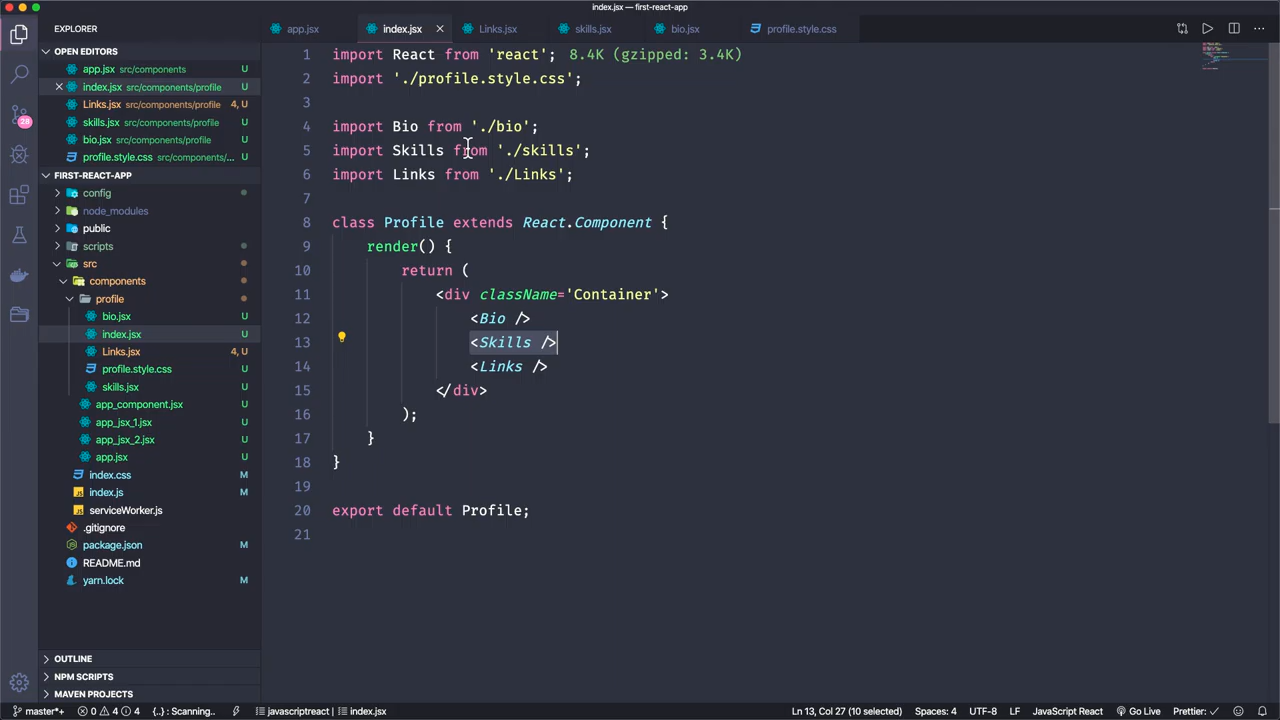 index.jsx — first-react-app
EXPLORER
app.jsx
index.jsx
Links.jsx
skills.jsx
bio.jsx
profile.style.css
OPEN EDITORS
app.jsx src/components U
index.jsx src/components/profile U
Links.jsx src/components/profile 4, U
skills.jsx src/components/profile U
bio.jsx src/components/profile U
profile.style.css src/components/... U
FIRST-REACT-APP
config
node_modules
public
scripts
src
components
profile
bio.jsx U
index.jsx U
Links.jsx 4, U
profile.style.css U
skills.jsx U
app_component.jsx U
app_jsx_1.jsx U
app_jsx_2.jsx U
app.jsx U
index.css M
index.js M
serviceWorker.js
.gitignore
package.json M
README.md
yarn.lock M
OUTLINE
NPM SCRIPTS
MAVEN PROJECTS
28
1 import React from 'react'; 8.4K (gzipped: 3.4K)
2 import './profile.style.css';
3
4 import Bio from './bio';
5 import Skills from './skills';
6 import Links from './Links';
7
8 class Profile extends React.Component {
9 render() {
10 return (
11 <div className='Container'>
12 <Bio />
13 <Skills />
14 <Links />
15 </div>
16 );
17 }
18 }
19
20 export default Profile;
21
master*+ 0 4 4 {..} : Scanning.. javascriptreact | index.jsx Ln 13, Col 27 (10 selected) Spaces: 4 UTF-8 LF JavaScript React Go Live Prettier: ✓